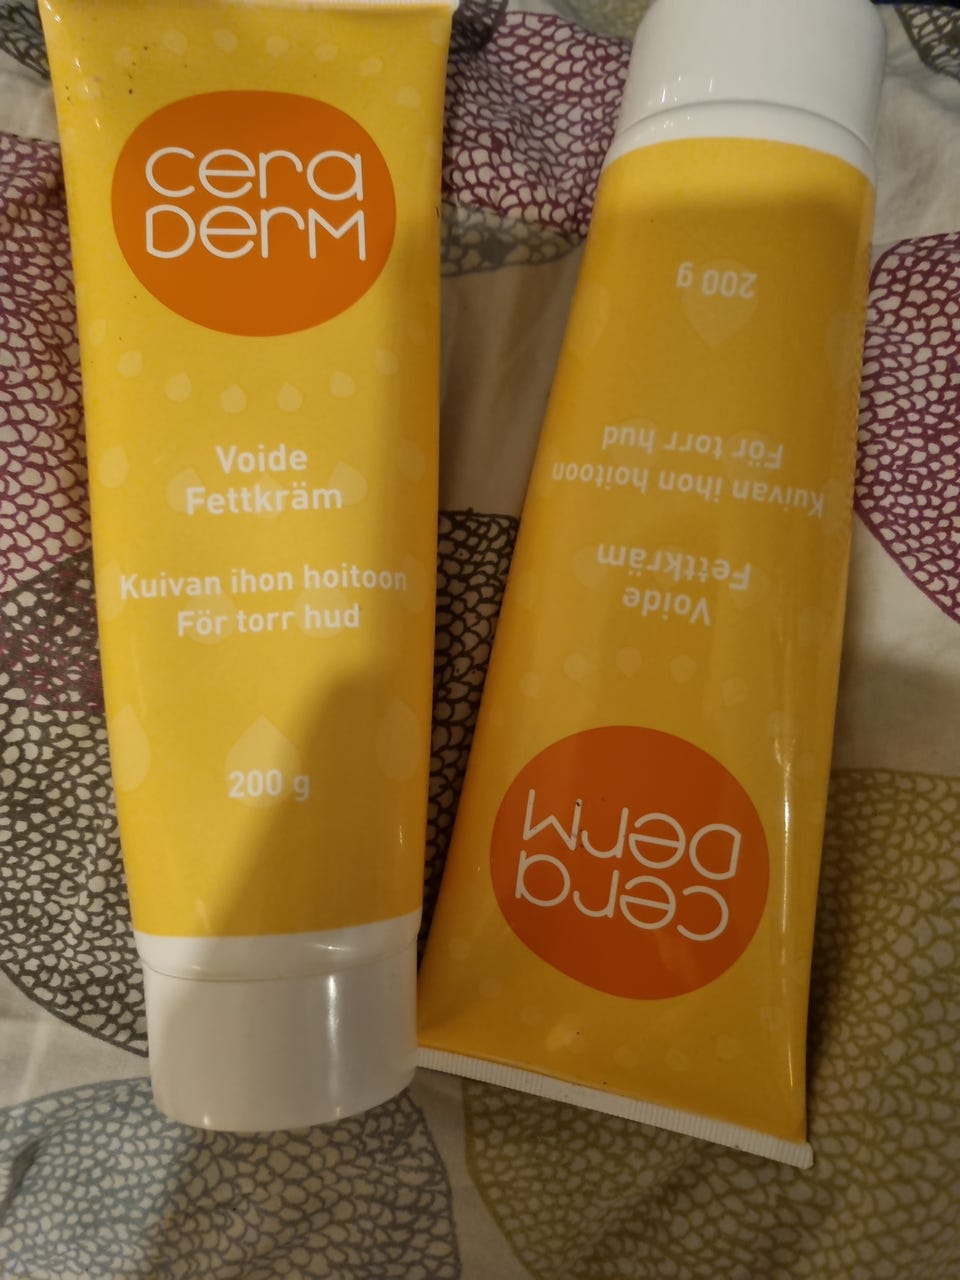 cera
DerM
Voide
Fettkräm
Kuivan ihon hoitoon
För torr hud
200 g
cera
DerM
Voide
Fettkräm
Kuivan ihon hoitoon
För torr hud
200 g